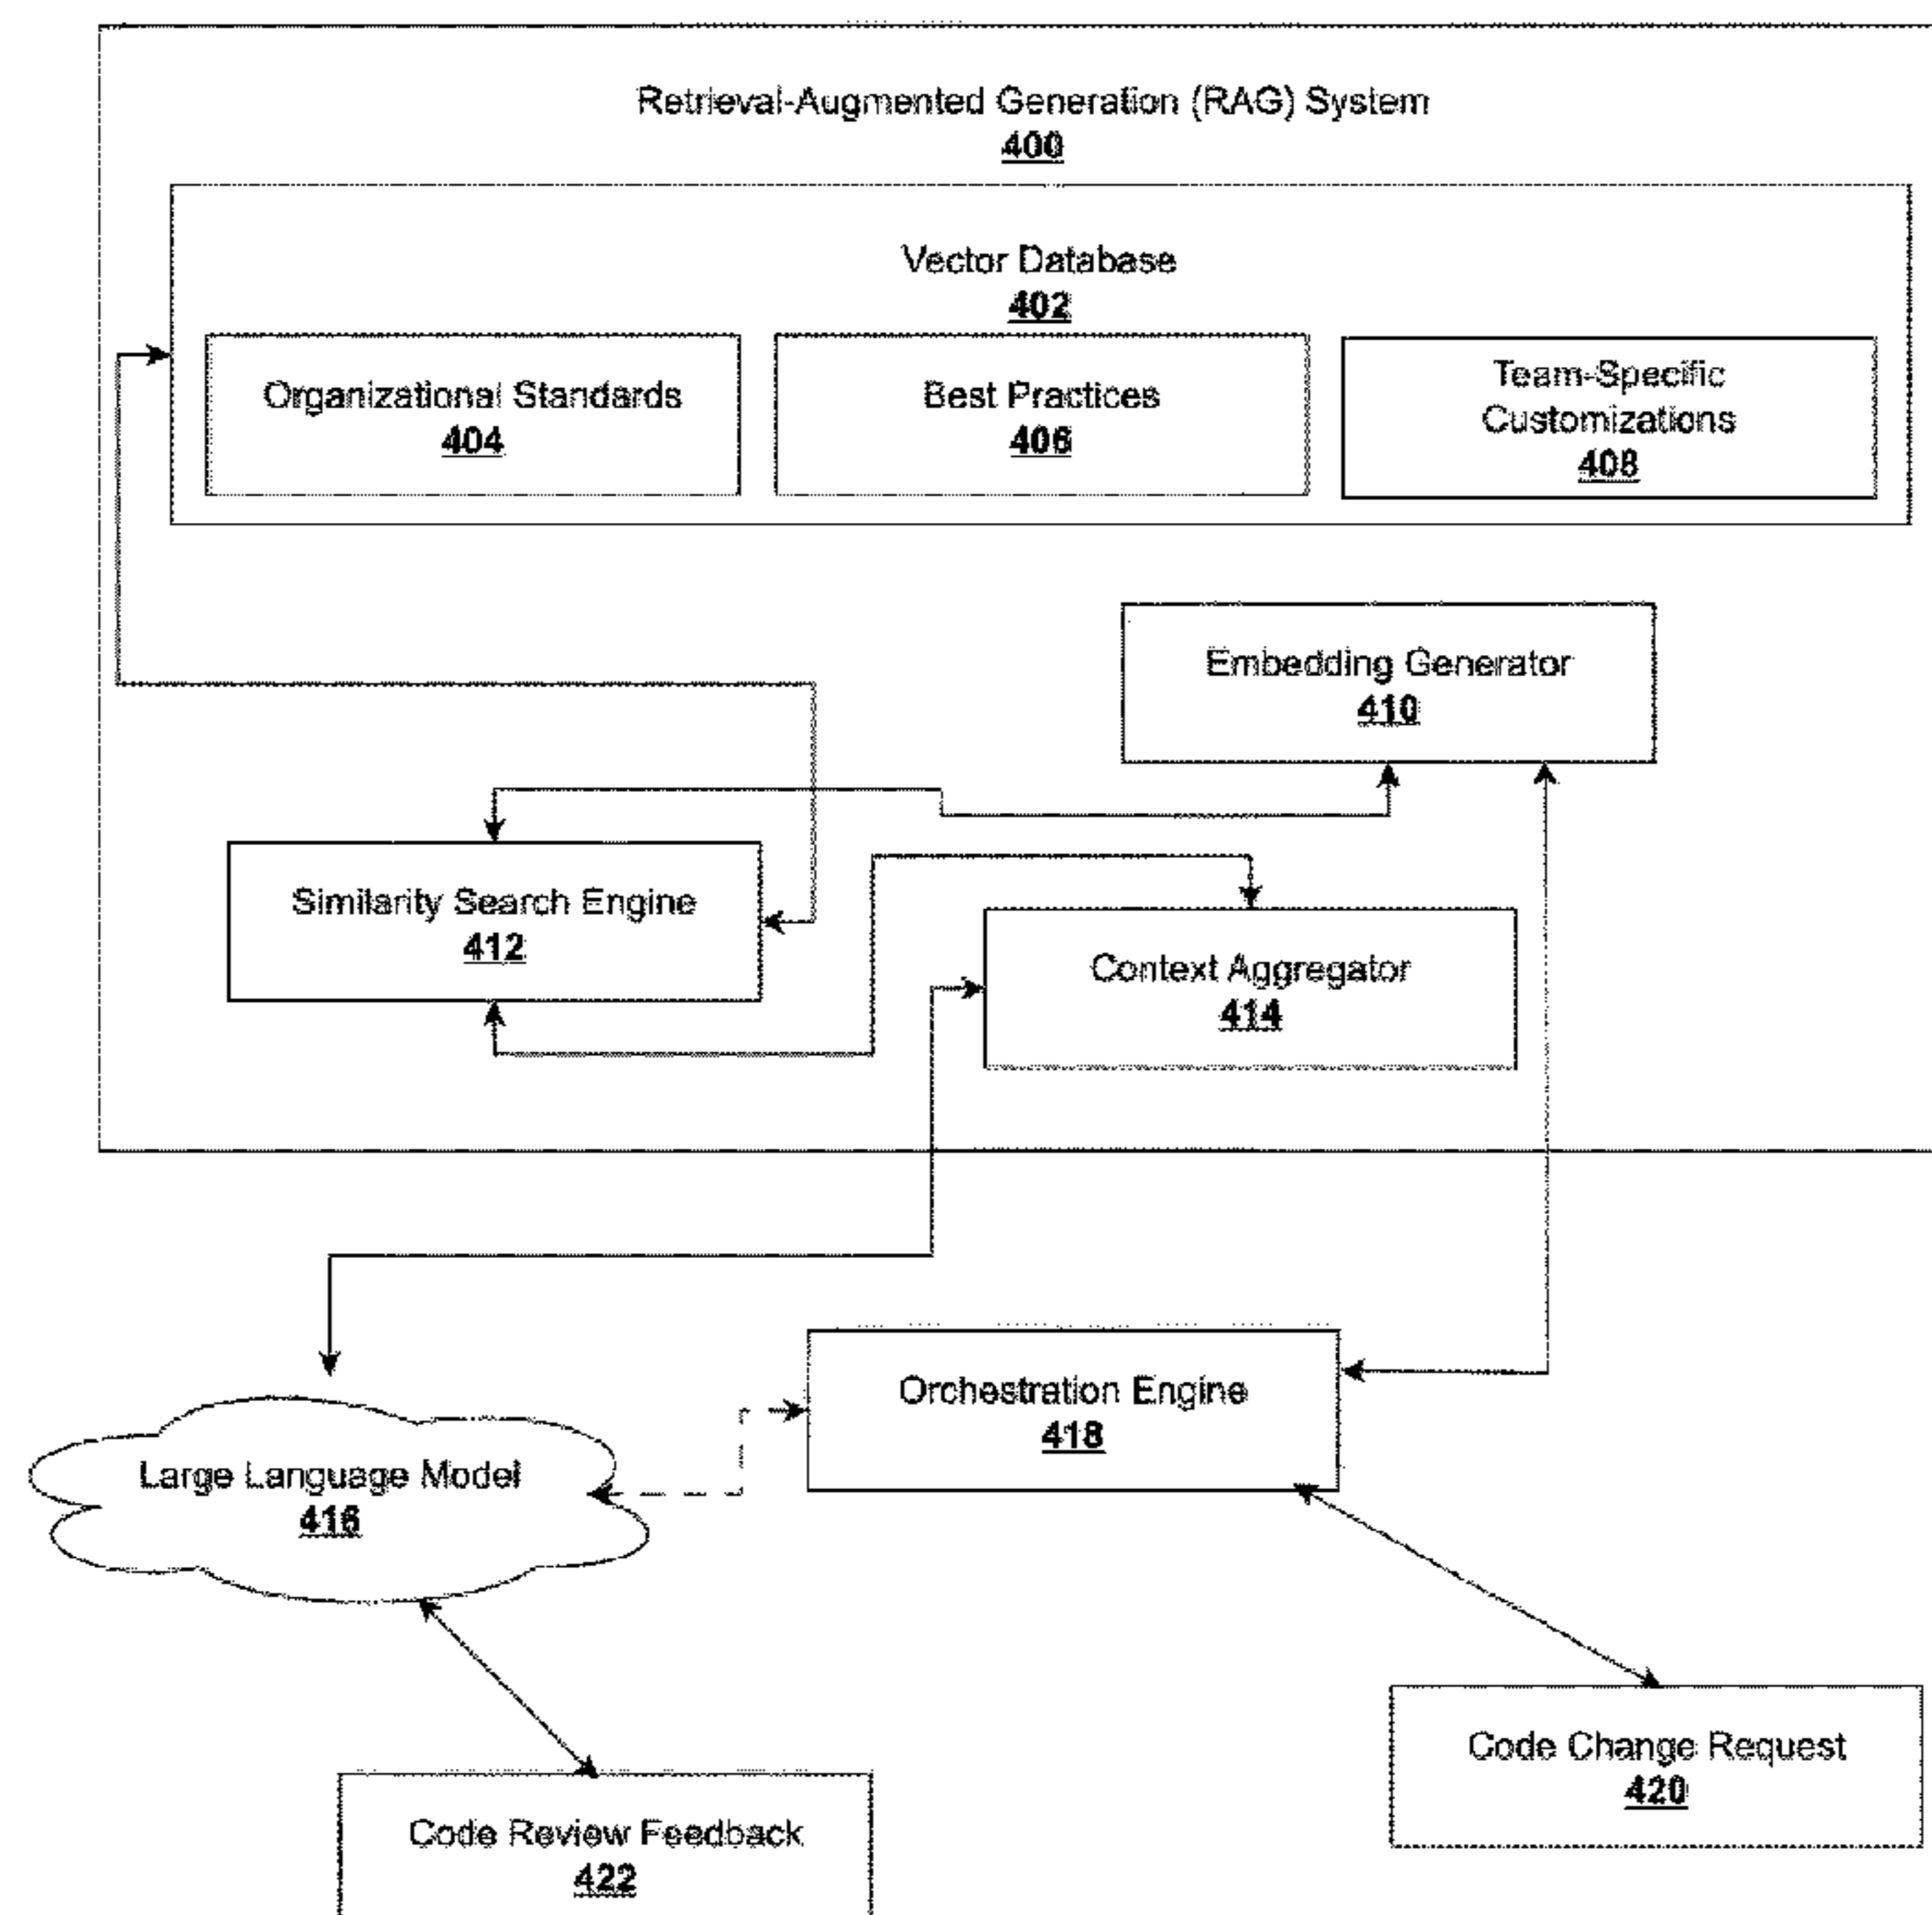 Retrieval-Augmented Generation (RAG) System
400
Vector Database
402
Organizational Standards
404
Best Practices
406
Team-Specific
Customizations
408
Embedding Generator
410
Similarity Search Engine
412
Context Aggregator
414
Orchestration Engine
418
Large Language Model
416
Code Change Request
420
Code Review Feedback
422